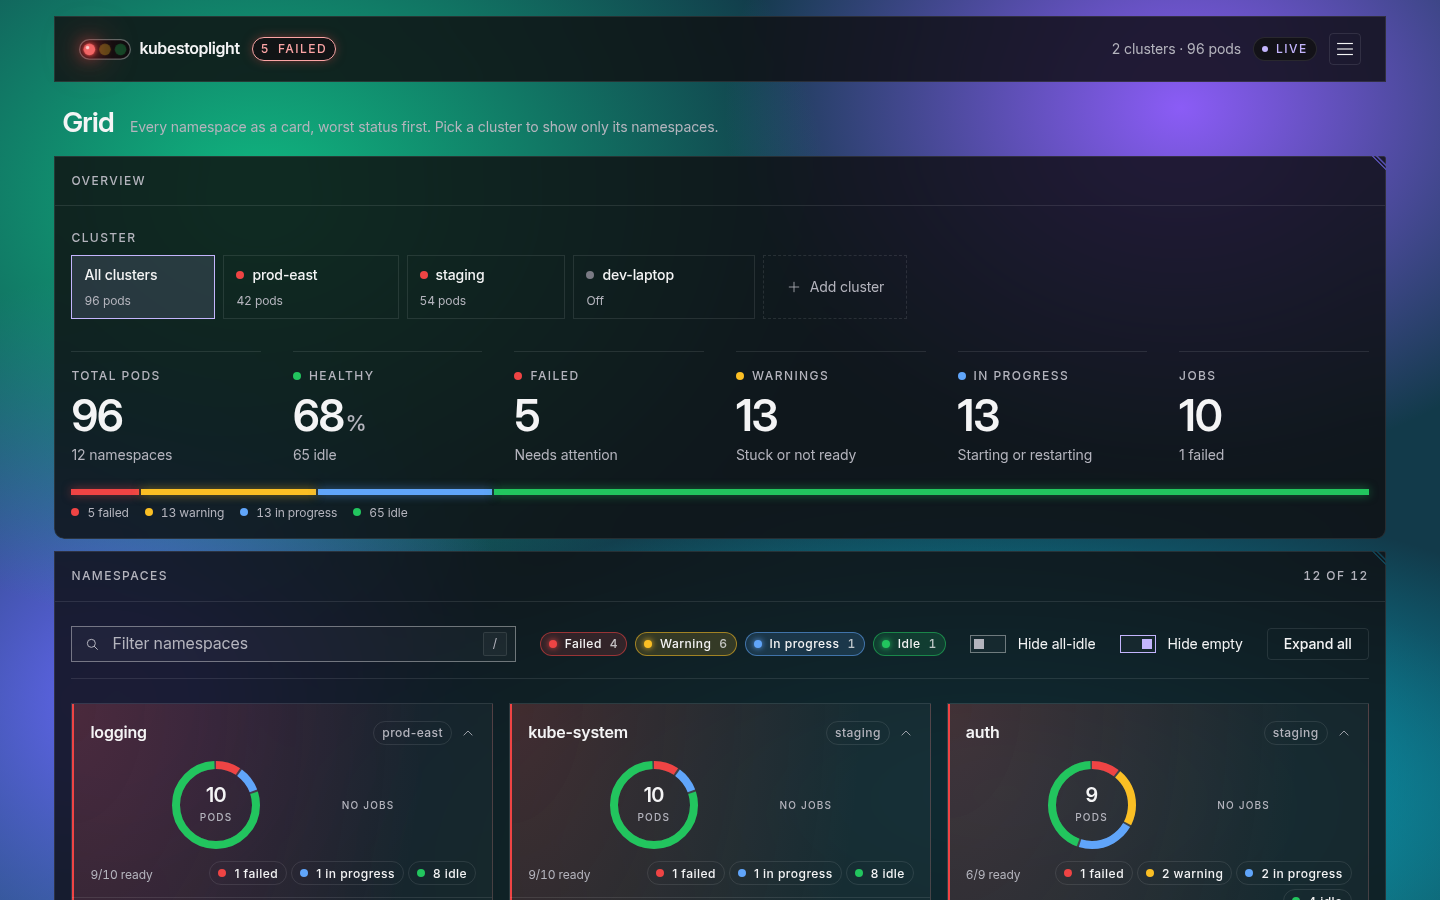 kubestoplight 5 FAILED 2 clusters · 96 pods LIVE
Grid Every namespace as a card, worst status first. Pick a cluster to show only its namespaces.
OVERVIEW
CLUSTER
All clusters prod-east staging dev-laptop Add cluster
96 pods 42 pods 54 pods Off
TOTAL PODS HEALTHY FAILED WARNINGS IN PROGRESS JOBS
96 68% 5 13 13 10
12 namespaces 65 idle Needs attention Stuck or not ready Starting or restarting 1 failed
5 failed 13 warning 13 in progress 65 idle
NAMESPACES 12 OF 12
Filter namespaces / Failed 4 Warning 6 In progress 1 Idle 1 Hide all-idle Hide empty Expand all
logging prod-east kube-system staging auth staging
10 10 9
PODS NO JOBS PODS NO JOBS PODS NO JOBS
9/10 ready 1 failed 1 in progress 8 idle 9/10 ready 1 failed 1 in progress 8 idle 6/9 ready 1 failed 2 warning 2 in progress
4 idle